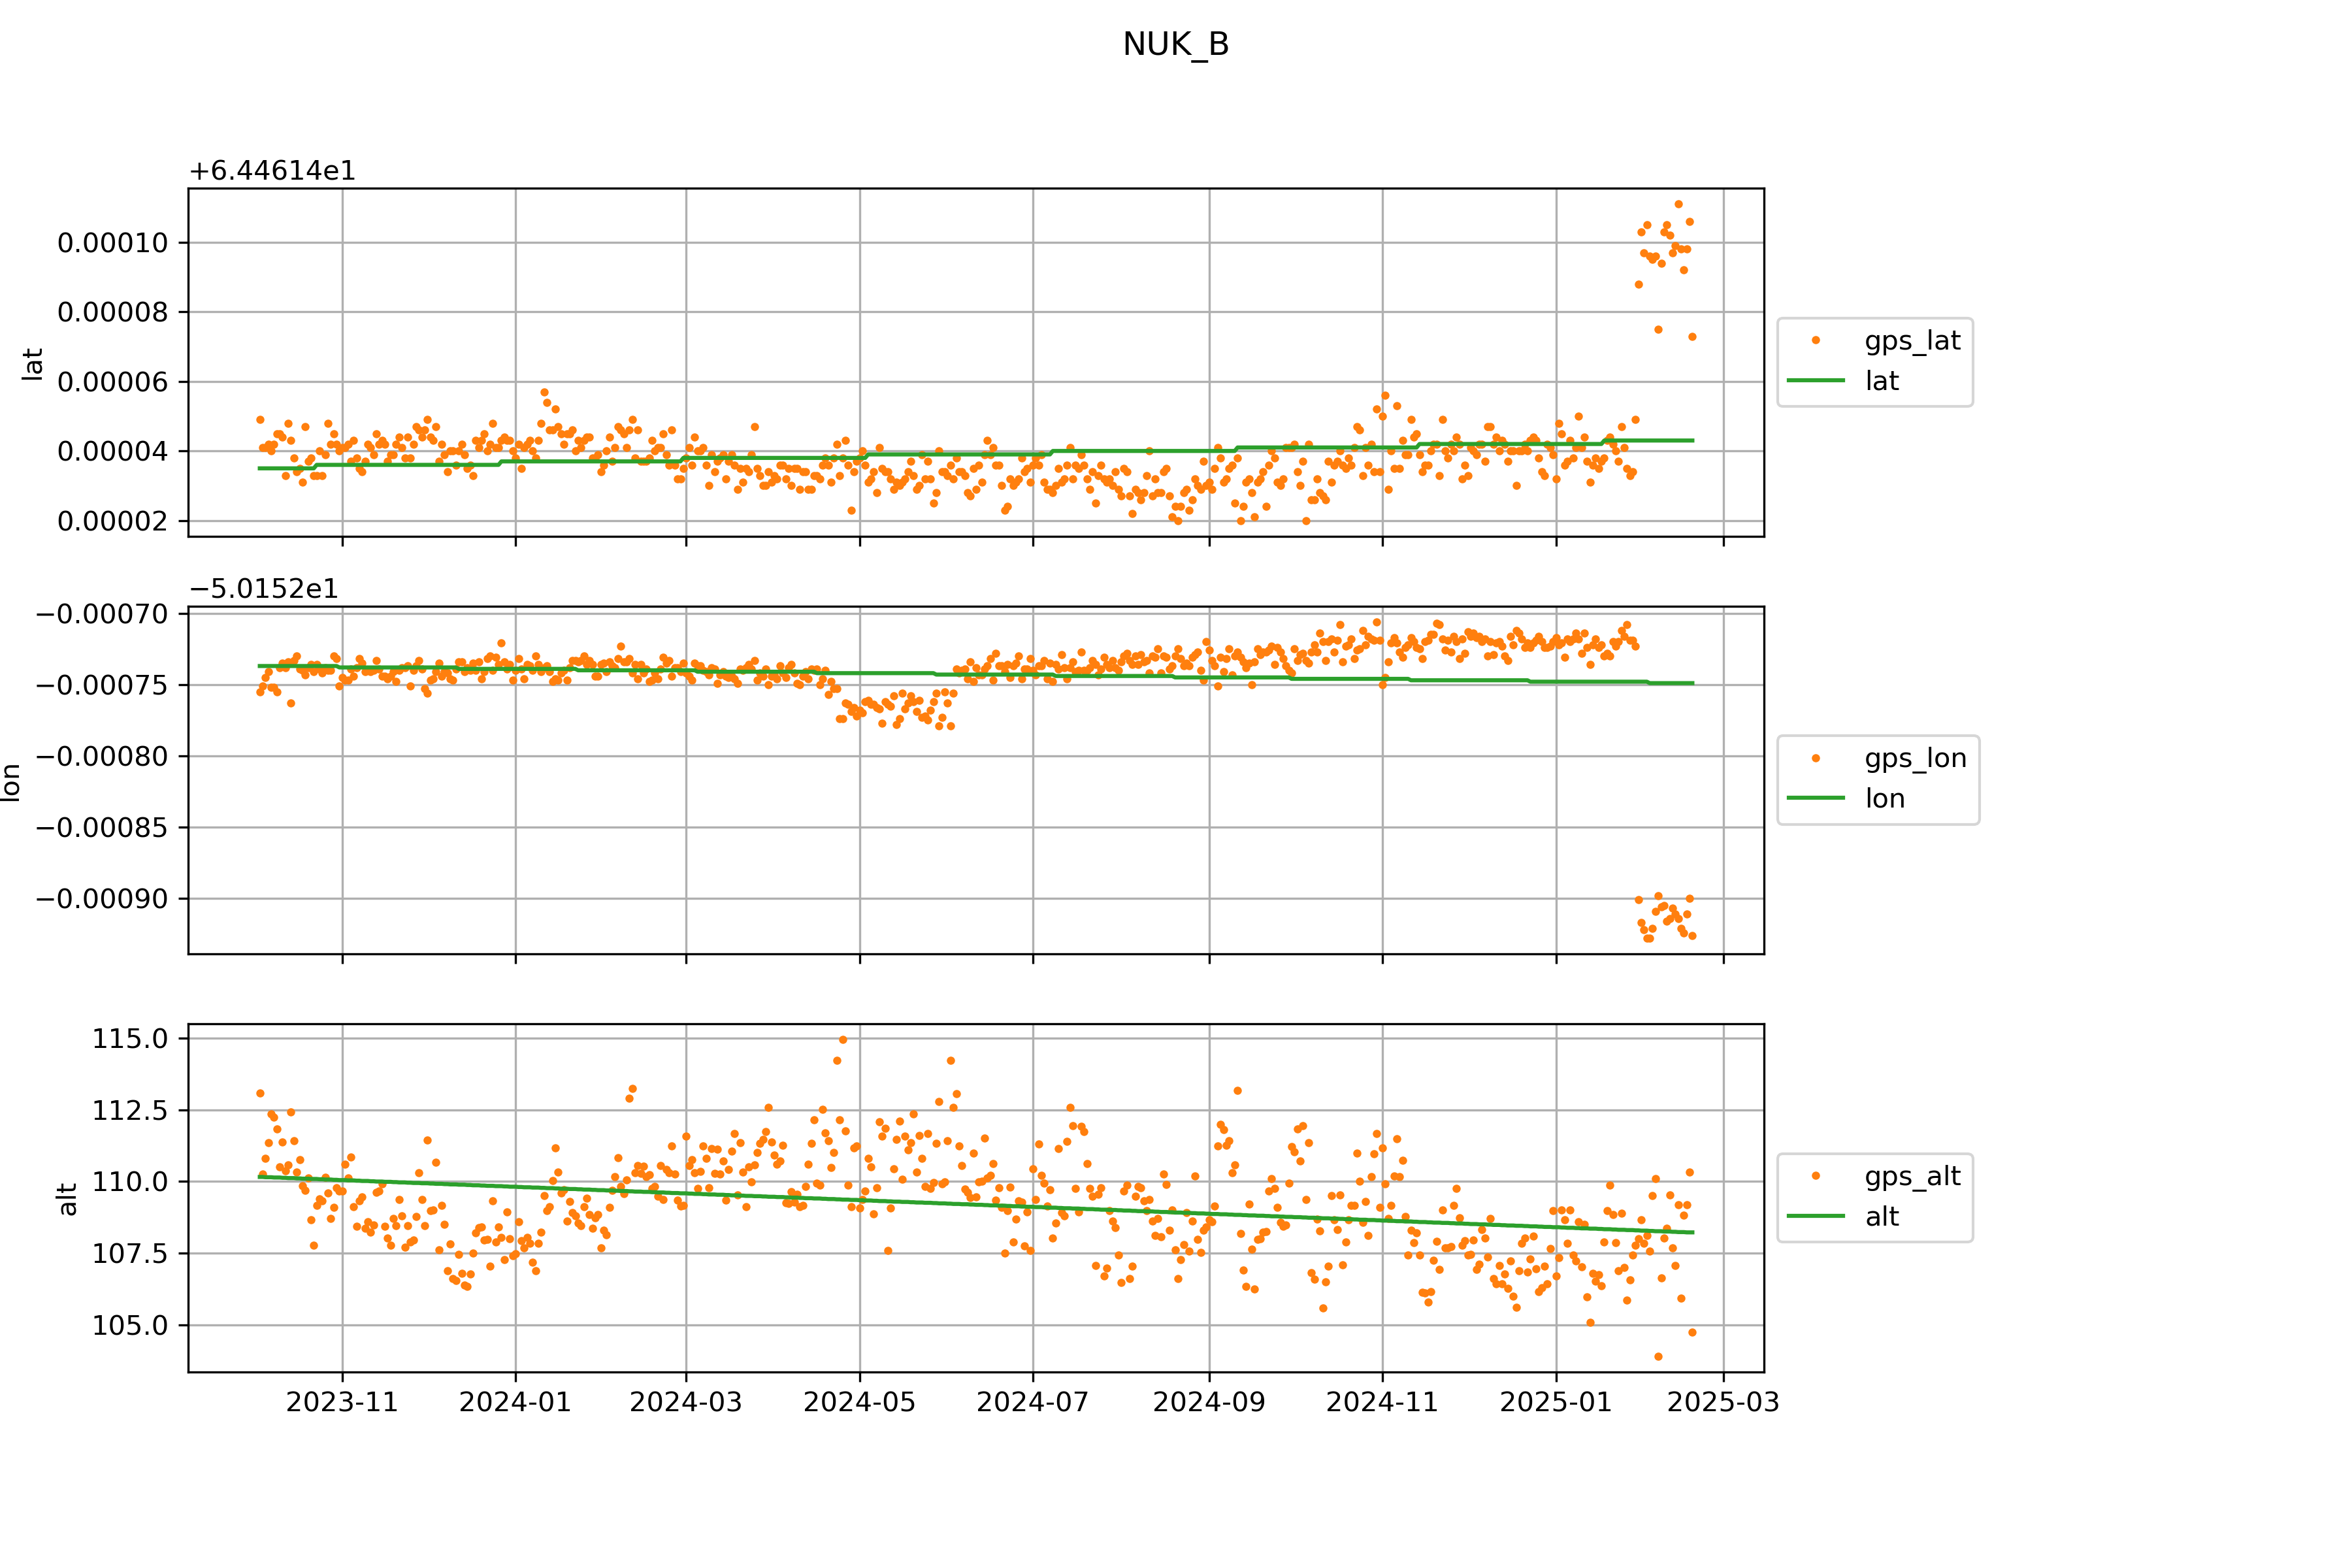 NUK_B
+6.44614e1
0.00010
0.00008
0.00006
0.00004
0.00002
lat
gps_lat
lat
−5.0152e1
−0.00070
−0.00075
−0.00080
−0.00085
−0.00090
lon
gps_lon
lon
115.0
112.5
110.0
107.5
105.0
alt
gps_alt
alt
2023-11 2024-01 2024-03 2024-05 2024-07 2024-09 2024-11 2025-01 2025-03